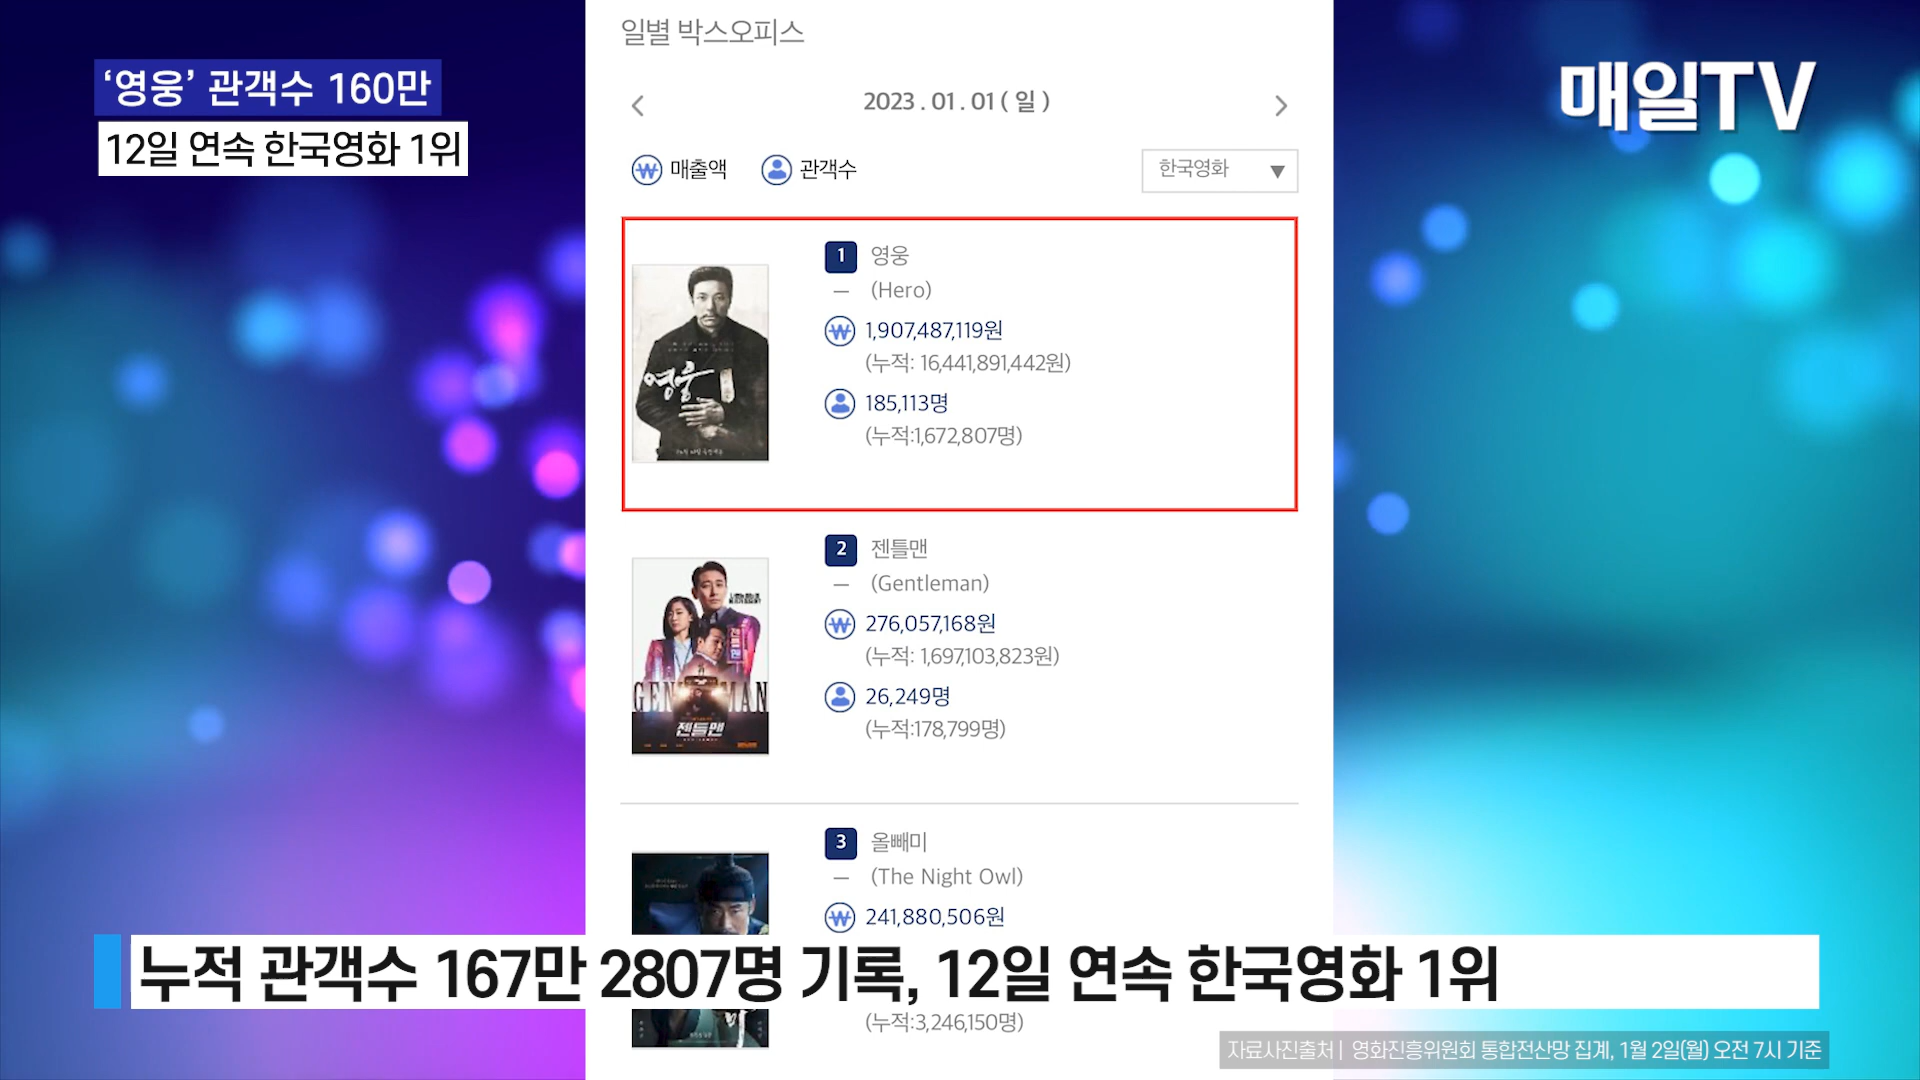 ‘영웅’ 관객수 160만
12일 연속 한국영화 1위
매일TV
일별 박스오피스
2023 . 01 . 01 ( 일 )
매출액
관객수
한국영화
1 영웅
(Hero)
1,907,487,119원
(누적: 16,441,891,442원)
185,113명
(누적:1,672,807명)
영웅
2 젠틀맨
(Gentleman)
276,057,168원
(누적: 1,697,103,823원)
26,249명
(누적:178,799명)
젠틀맨
3 올빼미
(The Night Owl)
241,880,506원
누적 관객수 167만 2807명 기록, 12일 연속 한국영화 1위
(누적:3,246,150명)
자료사진출처 | 영화진흥위원회 통합전산망 집계, 1월 2일(월) 오전 7시 기준